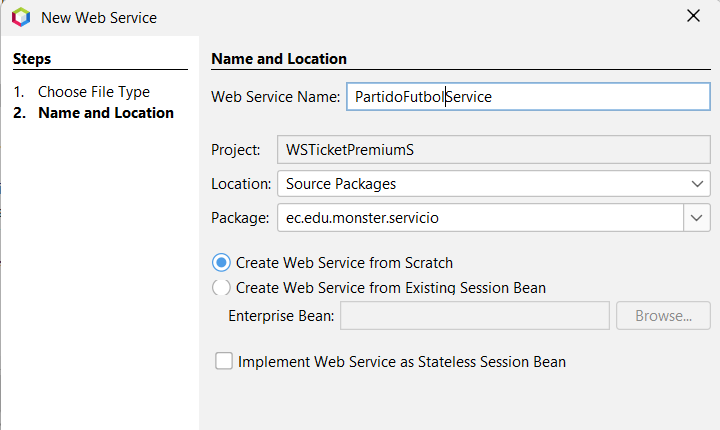 New Web Service
Steps
1. Choose File Type
2. Name and Location
Name and Location
Web Service Name: PartidoFutbolService
Project: WSTicketPremiumS
Location: Source Packages
Package: ec.edu.monster.servicio
Create Web Service from Scratch
Create Web Service from Existing Session Bean
Enterprise Bean: Browse...
Implement Web Service as Stateless Session Bean